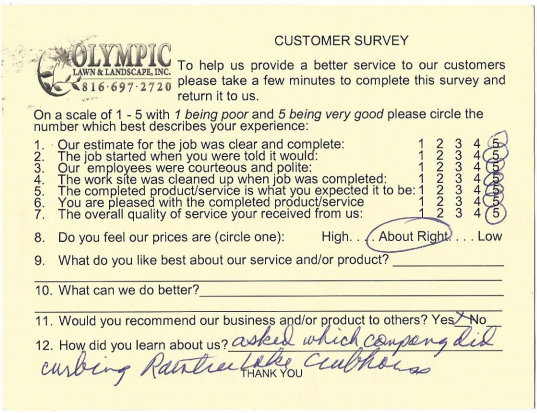 CUSTOMER SURVEY
OLYMPIC
LAWN & LANDSCAPE, INC.
816-697-2720
To help us provide a better service to our customers
please take a few minutes to complete this survey and
return it to us.
On a scale of 1 - 5 with 1 being poor and 5 being very good please circle the
number which best describes your experience:
1. Our estimate for the job was clear and complete: 1 2 3 4 5
2. The job started when you were told it would: 1 2 3 4 5
3. Our employees were courteous and polite: 1 2 3 4 5
4. The work site was cleaned up when job was completed: 1 2 3 4 5
5. The completed product/service is what you expected it to be: 1 2 3 4 5
6. You are pleased with the completed product/service 1 2 3 4 5
7. The overall quality of service your received from us: 1 2 3 4 5
8. Do you feel our prices are (circle one): High. . . . About Right. . . . Low
9. What do you like best about our service and/or product?
10. What can we do better?
11. Would you recommend our business and/or product to others? Yes X No
12. How did you learn about us? asked which company did
curbing Raintree Lake Clubhouse
THANK YOU